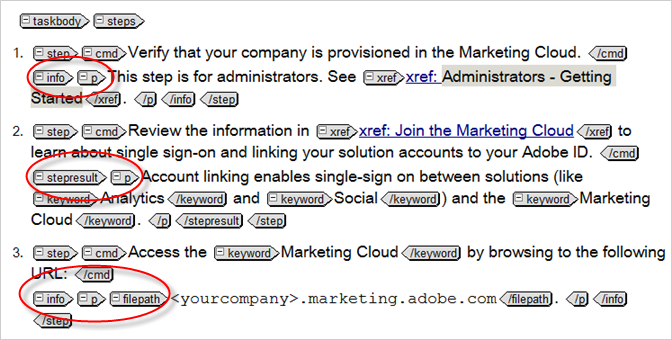 taskbody steps
1. step cmd Verify that your company is provisioned in the Marketing Cloud. /cmd
info p This step is for administrators. See xref xref: Administrators - Getting
Started /xref . /p /info /step
2. step cmd Review the information in xref xref: Join the Marketing Cloud /xref to
learn about single sign-on and linking your solution accounts to your Adobe ID. /cmd
stepresult p Account linking enables single-sign on between solutions (like
keyword Analytics /keyword and keyword Social /keyword ) and the keyword Marketing
Cloud /keyword . /p /stepresult /step
3. step cmd Access the keyword Marketing Cloud /keyword by browsing to the following
URL: /cmd
info p filepath <yourcompany>.marketing.adobe.com /filepath . /p /info
/step